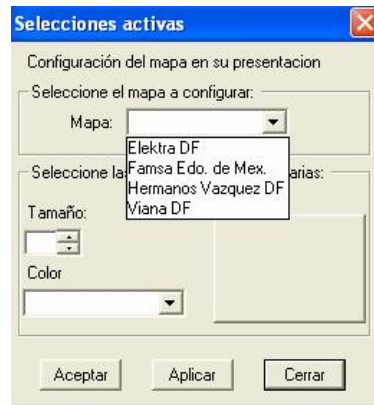 Selecciones activas
Configuración del mapa en su presentacion
Seleccione el mapa a configurar:
Mapa:
Elektra DF
Famsa Edo. de Mex.
Hermanos Vazquez DF
Viana DF
Seleccione las arias:
Tamaño:
Color
Aceptar Aplicar Cerrar